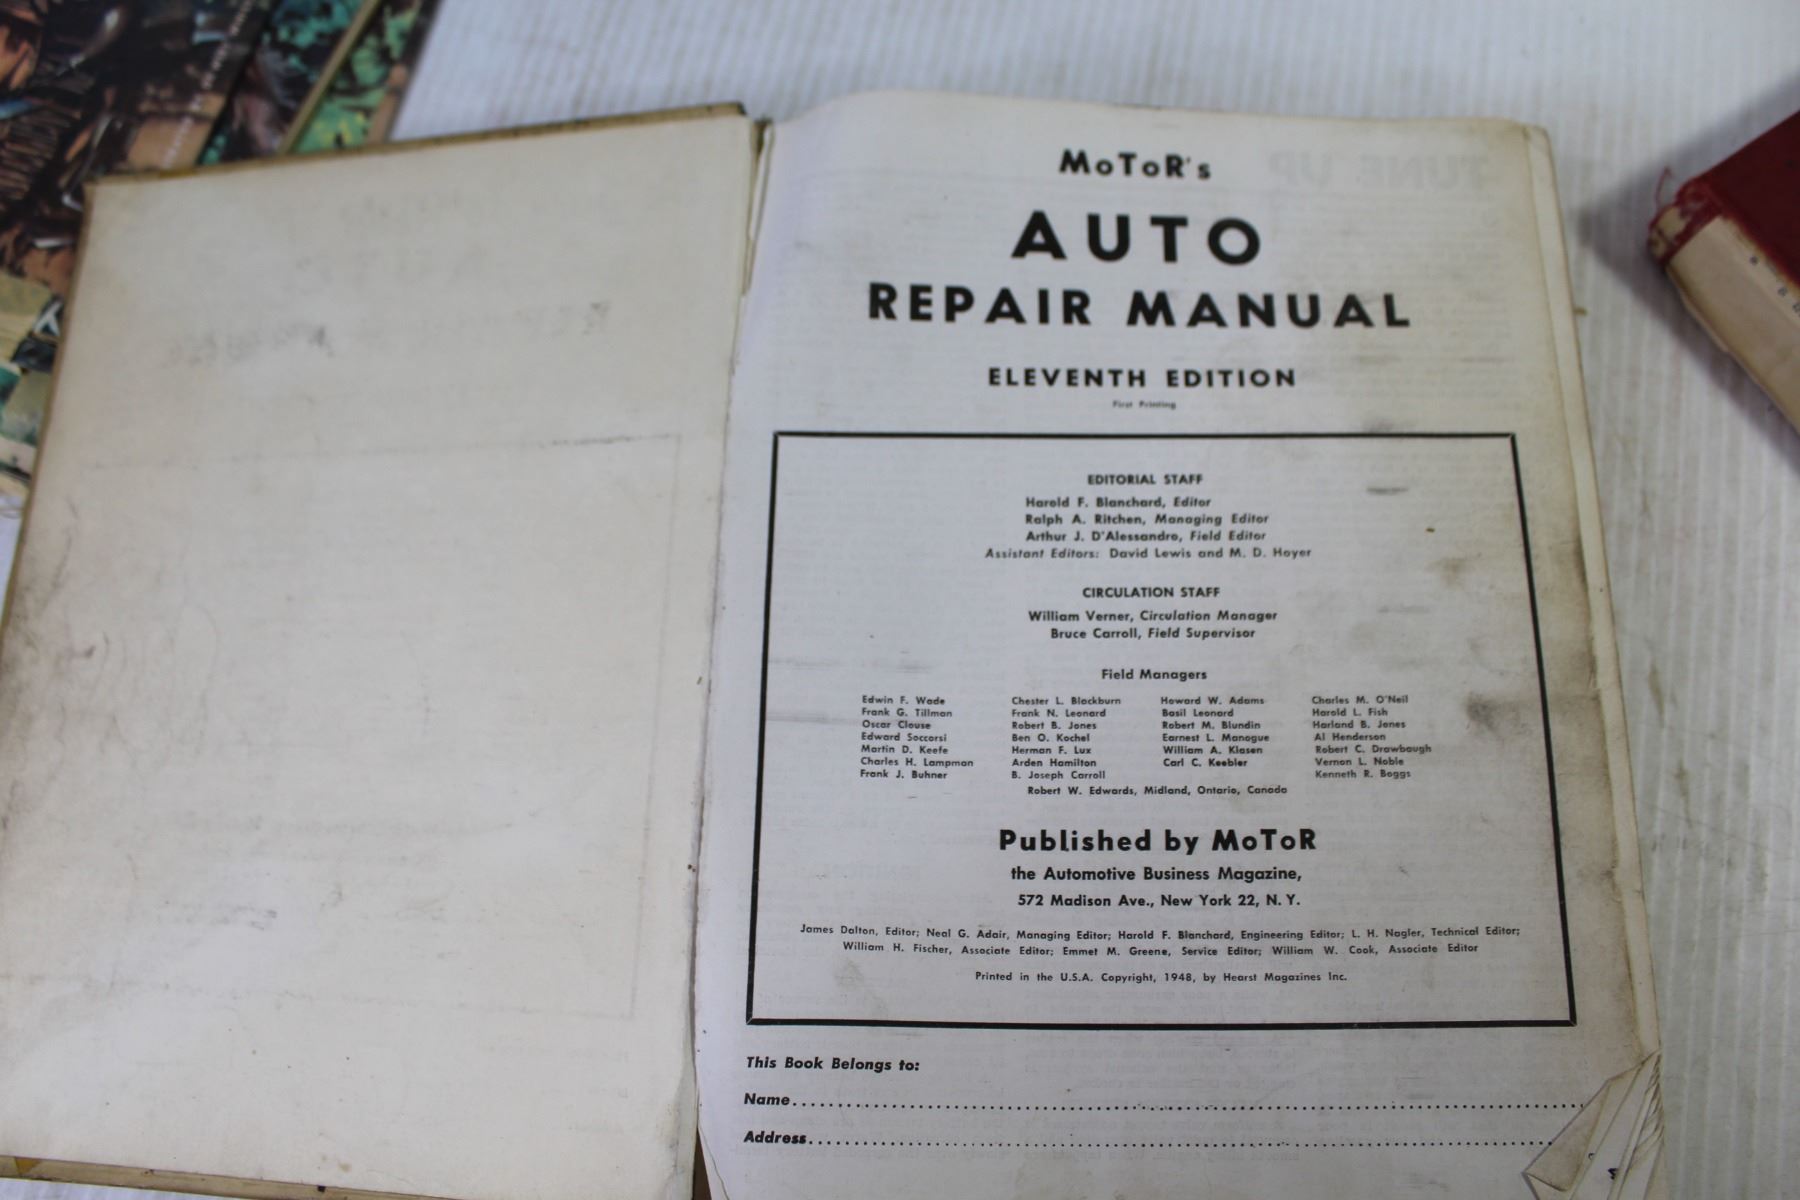 MoToR's
AUTO
REPAIR MANUAL
ELEVENTH EDITION
First Printing
EDITORIAL STAFF
Harold F. Blanchard, Editor
Ralph A. Ritchen, Managing Editor
Arthur J. D'Alessandro, Field Editor
Assistant Editors: David Lewis and M. D. Hoyer
CIRCULATION STAFF
William Verner, Circulation Manager
Bruce Carroll, Field Supervisor
Field Managers
Edwin F. Wade Chester L. Blackburn Howard W. Adams Charles M. O'Neil
Frank G. Tillman Frank N. Leonard Basil Leonard Harold L. Fish
Oscar Clouse Robert B. Jones Robert M. Blundin Harland B. Jones
Edward Soccorsi Ben O. Kochel Earnest L. Manogue Al Henderson
Martin D. Keefe Herman F. Lux William A. Klasen Robert C. Drawbaugh
Charles H. Lampman Arden Hamilton Carl C. Keebler Vernon L. Noble
Frank J. Buhner B. Joseph Carroll Kenneth R. Boggs
Robert W. Edwards, Midland, Ontario, Canada
Published by MoToR
the Automotive Business Magazine,
572 Madison Ave., New York 22, N. Y.
James Dalton, Editor; Neal G. Adair, Managing Editor; Harold F. Blanchard, Engineering Editor; L. H. Nagler, Technical Editor;
William H. Fischer, Associate Editor; Emmet M. Greene, Service Editor; William W. Cook, Associate Editor
Printed in the U.S.A. Copyright, 1948, by Hearst Magazines Inc.
This Book Belongs to:
Name
Address